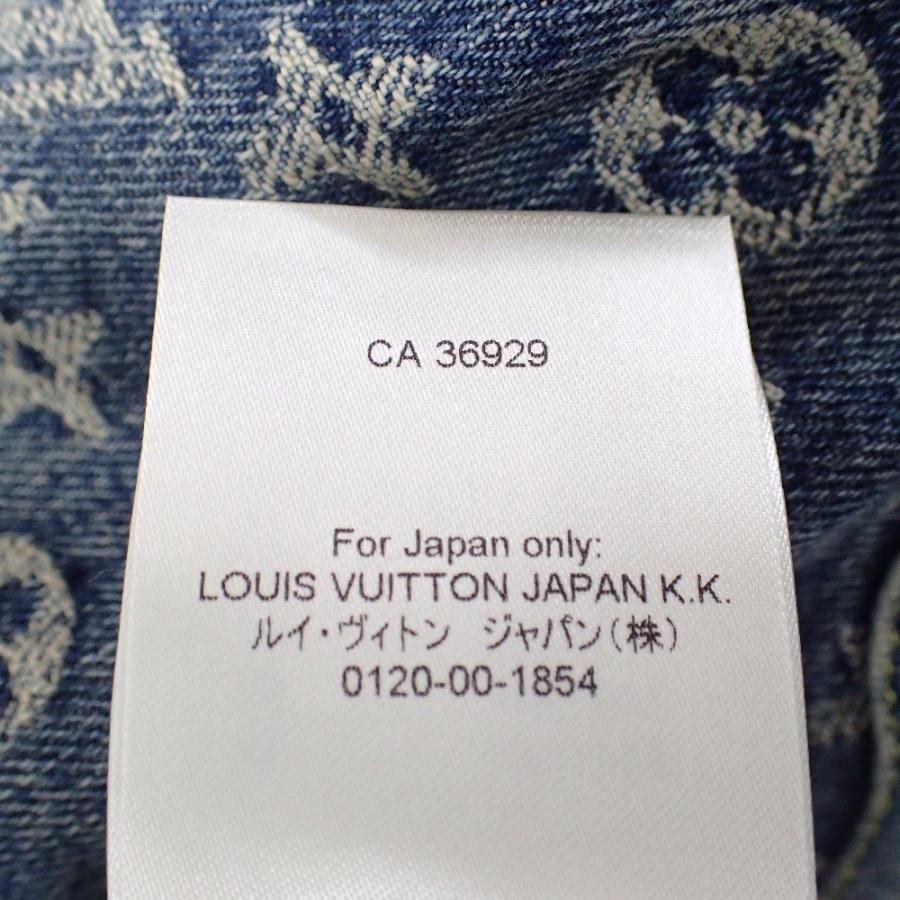 CA 36929
For Japan only:
LOUIS VUITTON JAPAN K.K.
ルイ・ヴィトン ジャパン(株)
0120-00-1854